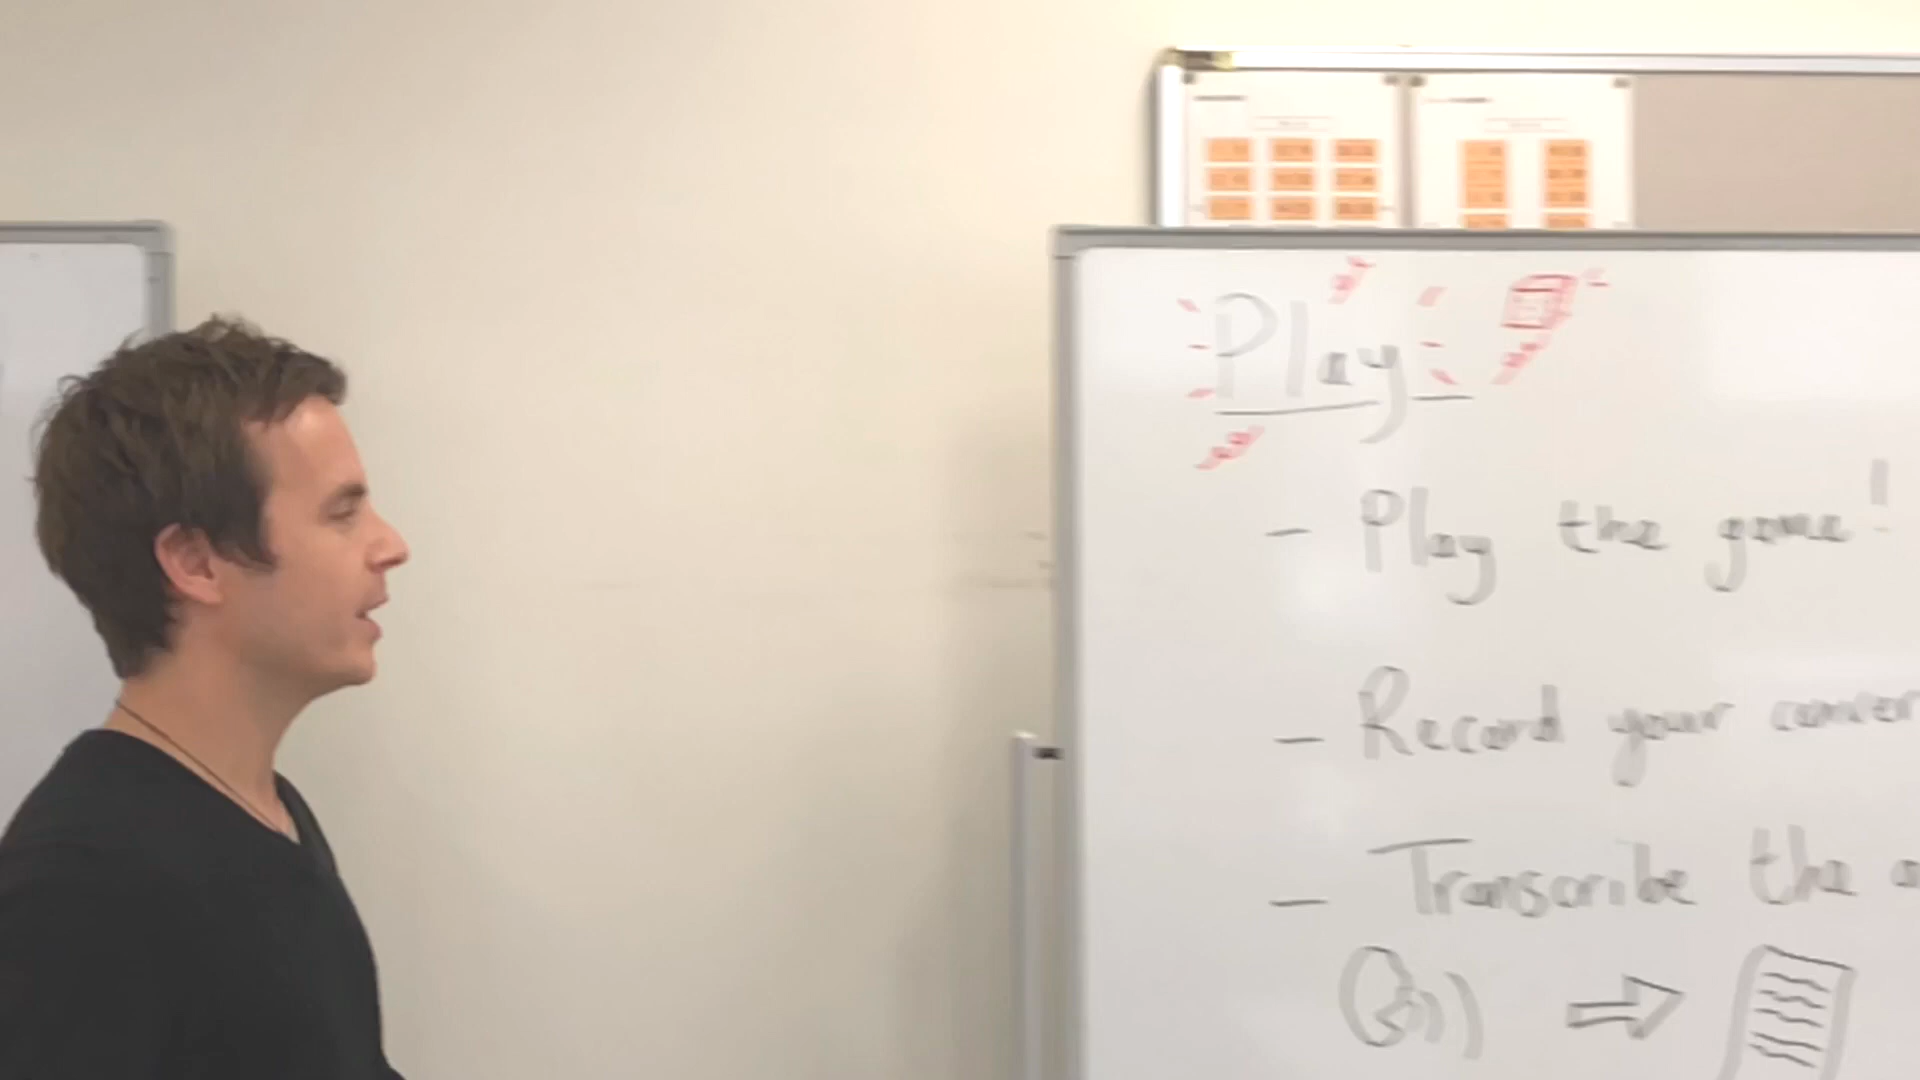 Play
- Play the game!
- Record your conver
- Transcribe the a